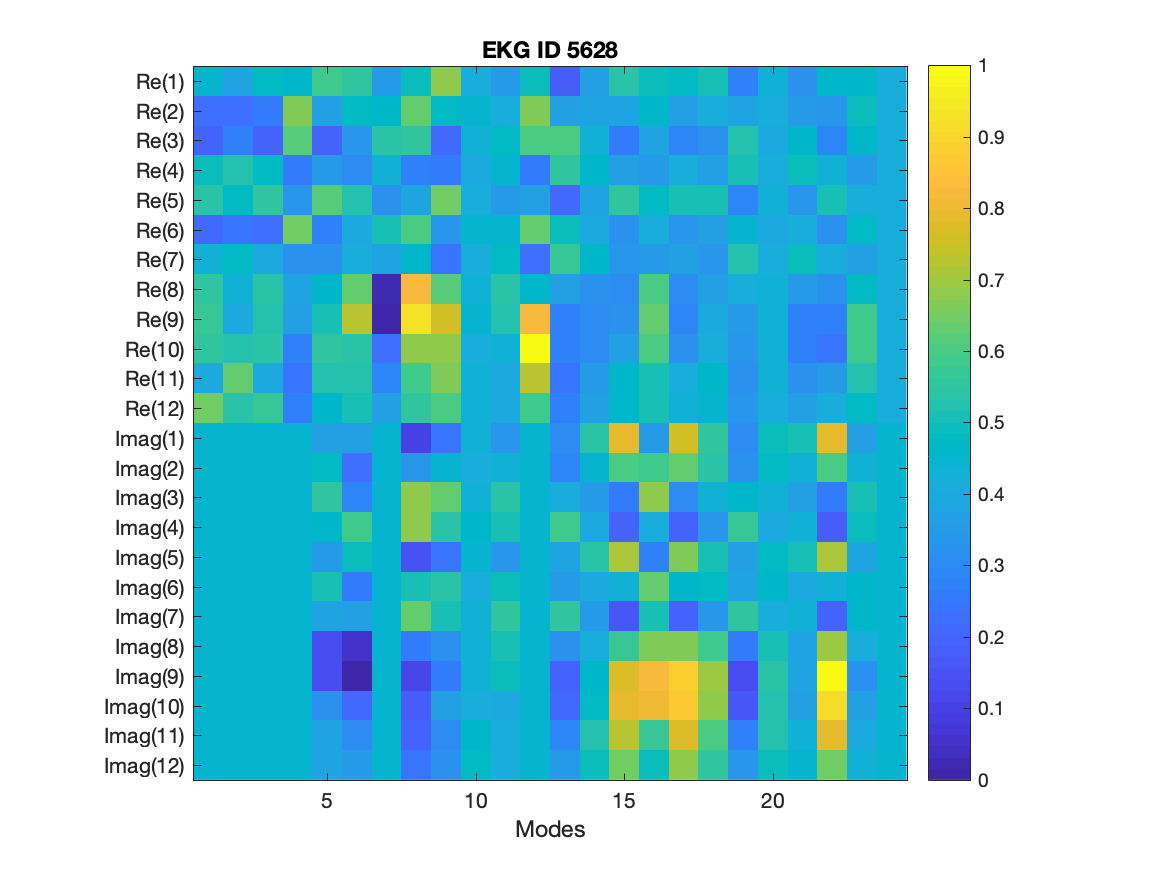 EKG ID 5628
Re(1)
Re(2)
Re(3)
Re(4)
Re(5)
Re(6)
Re(7)
Re(8)
Re(9)
Re(10)
Re(11)
Re(12)
Imag(1)
Imag(2)
Imag(3)
Imag(4)
Imag(5)
Imag(6)
Imag(7)
Imag(8)
Imag(9)
Imag(10)
Imag(11)
Imag(12)
5 10 15 20
Modes
1
0.9
0.8
0.7
0.6
0.5
0.4
0.3
0.2
0.1
0